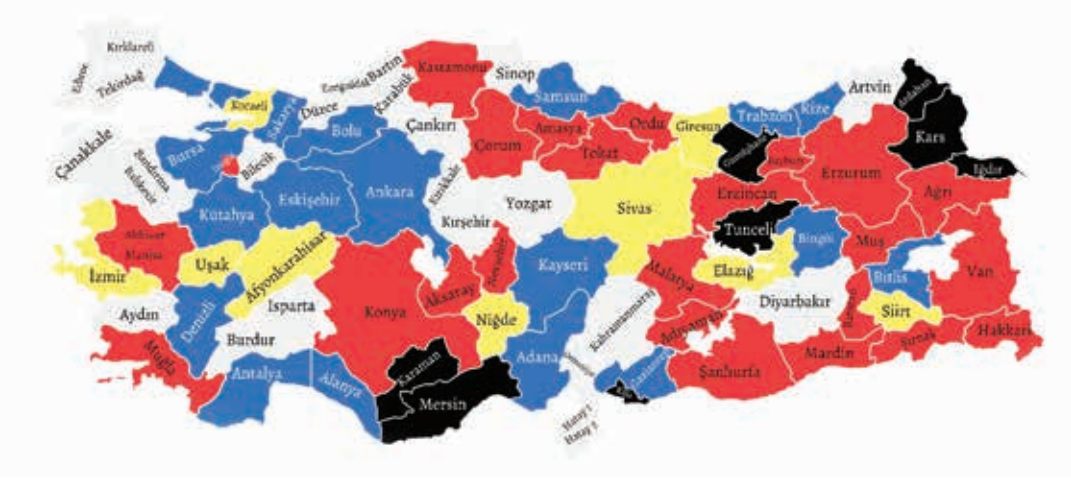 Kırklareli
Edirne
Tekirdağ
Çanakkale
Bandırma
Balıkesir
Bursa
Bilecik
Kocaeli
Sakarya
Düzce
Zonguldak
Bartın
Karabük
Kastamonu
Sinop
Samsun
Bolu
Çankırı
Çorum
Amasya
Tokat
Ordu
Giresun
Trabzon
Rize
Artvin
Ardahan
Kars
Iğdır
Gümüşhane
Bayburt
Erzurum
Erzincan
Ağrı
Kütahya
Eskişehir
Ankara
Kırıkkale
Kırşehir
Yozgat
Sivas
Tunceli
Bingöl
Muş
Bitlis
Van
Akhisar
Manisa
İzmir
Uşak
Afyonkarahisar
Aydın
Denizli
Isparta
Burdur
Muğla
Antalya
Alanya
Konya
Aksaray
Nevşehir
Niğde
Kayseri
Karaman
Mersin
Adana
Kahramanmaraş
Malatya
Elazığ
Diyarbakır
Adıyaman
Şanlıurfa
Mardin
Siirt
Şırnak
Hakkari
Gaziantep
Hatay 1
Hatay 2